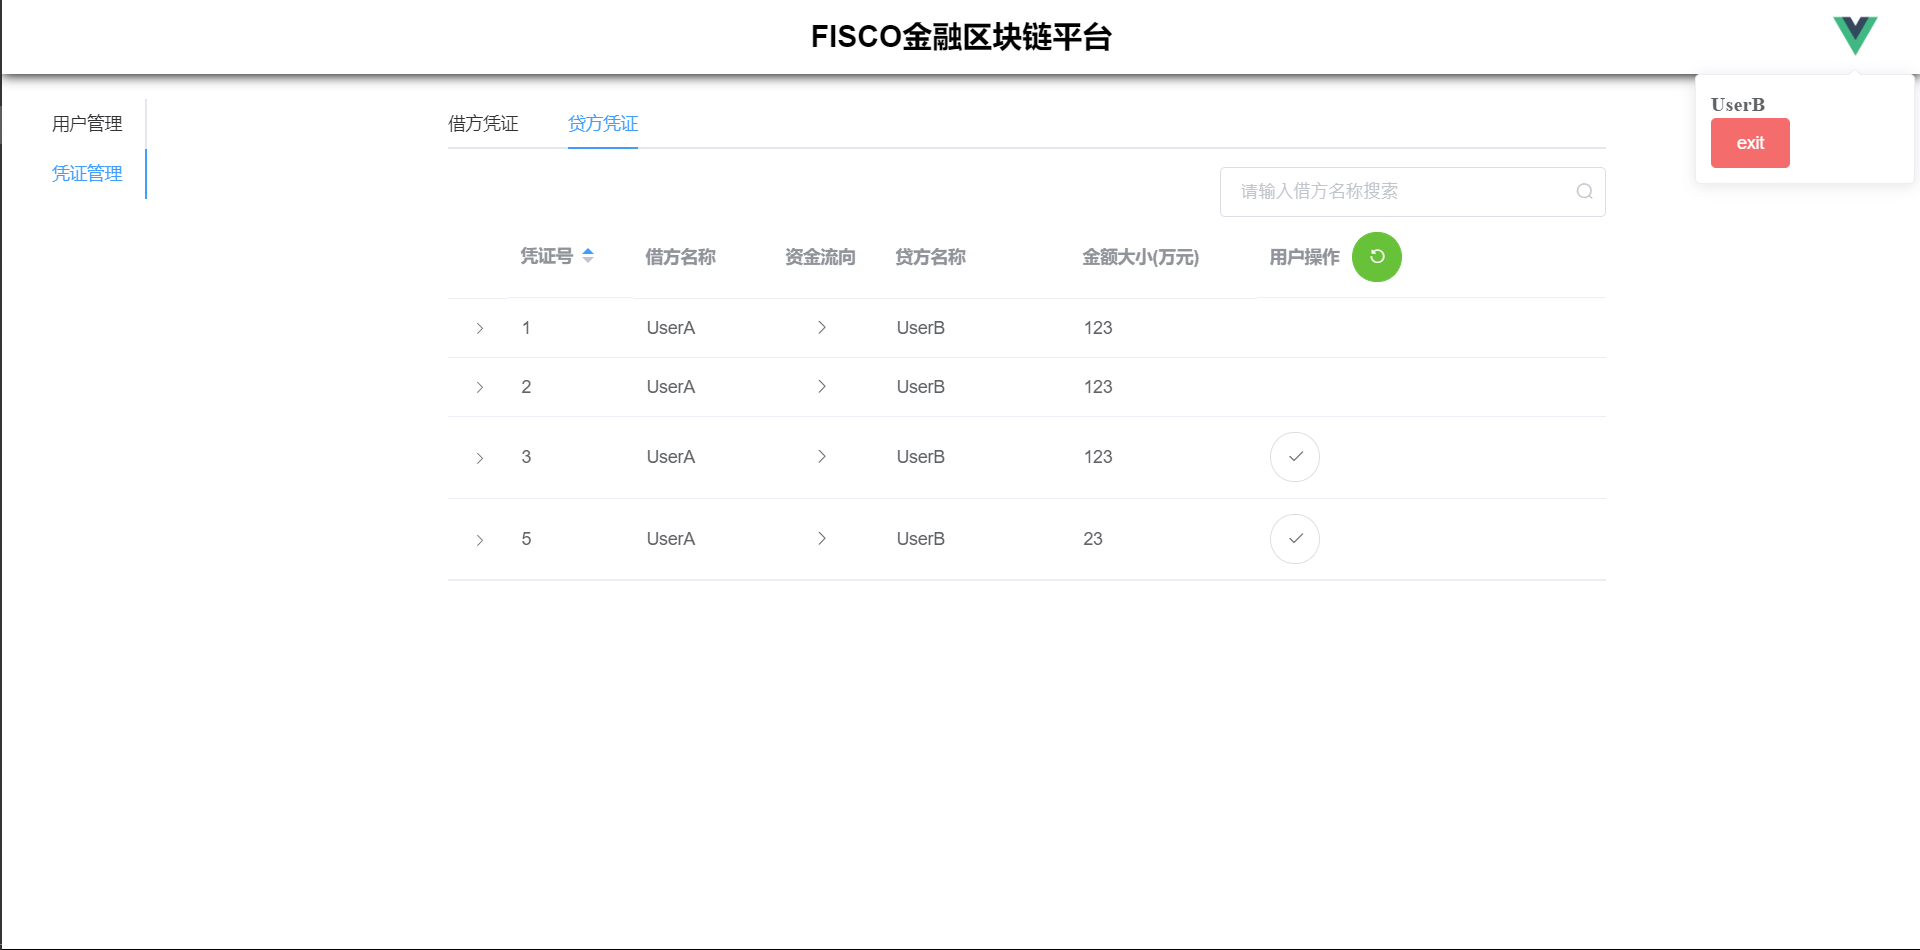 FISCO金融区块链平台
UserB
exit
用户管理
凭证管理
借方凭证 贷方凭证
请输入借方名称搜索
凭证号 借方名称 资金流向 贷方名称 金额大小(万元) 用户操作
1 UserA UserB 123
2 UserA UserB 123
3 UserA UserB 123
5 UserA UserB 23